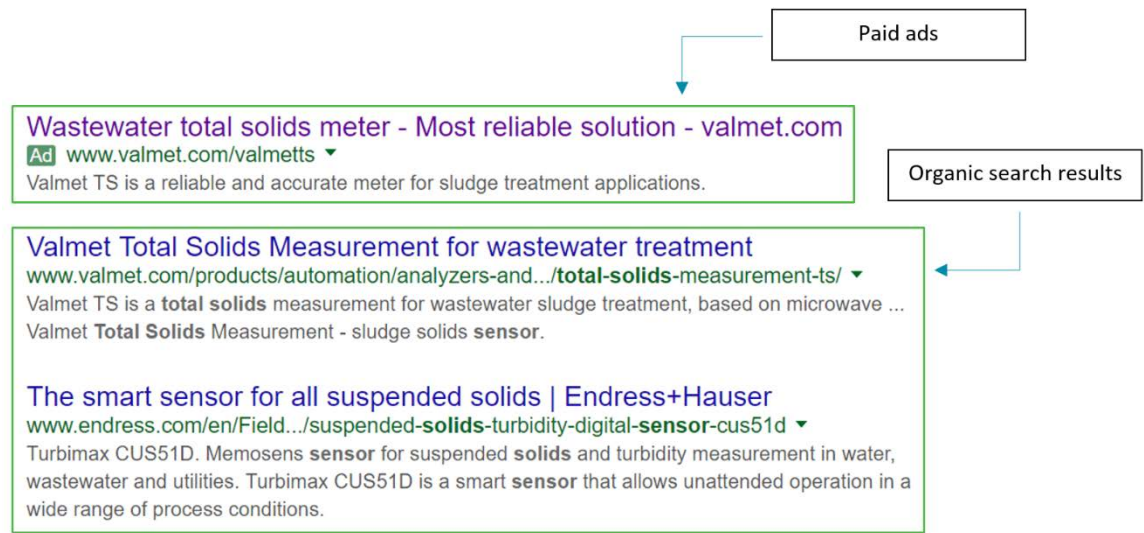 Paid ads
Wastewater total solids meter - Most reliable solution - valmet.com
Ad www.valmet.com/valmetts ▼
Valmet TS is a reliable and accurate meter for sludge treatment applications.
Organic search results
Valmet Total Solids Measurement for wastewater treatment
www.valmet.com/products/automation/analyzers-and.../total-solids-measurement-ts/ ▼
Valmet TS is a total solids measurement for wastewater sludge treatment, based on microwave ...
Valmet Total Solids Measurement - sludge solids sensor.
The smart sensor for all suspended solids | Endress+Hauser
www.endress.com/en/Field.../suspended-solids-turbidity-digital-sensor-cus51d ▼
Turbimax CUS51D. Memosens sensor for suspended solids and turbidity measurement in water,
wastewater and utilities. Turbimax CUS51D is a smart sensor that allows unattended operation in a
wide range of process conditions.